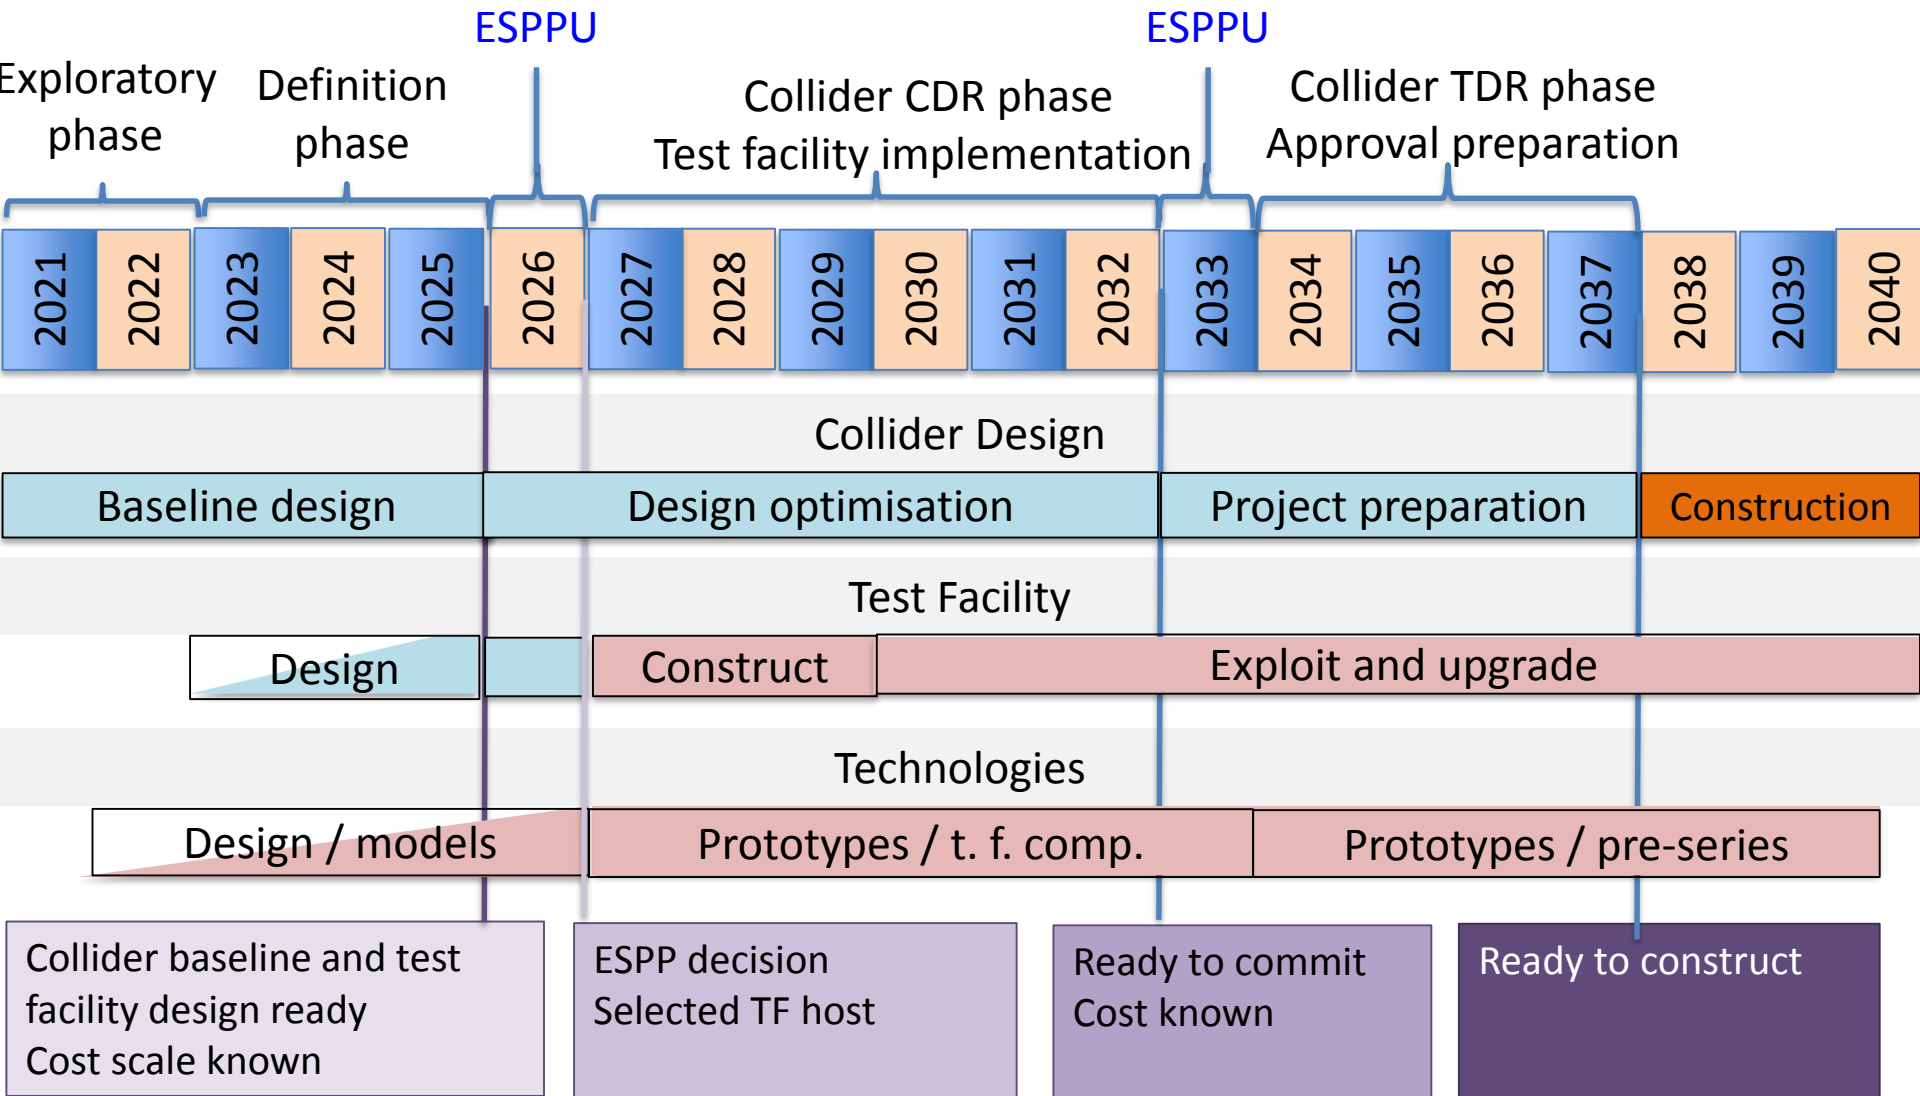 ESPPU
ESPPU
Exploratory
phase
Definition
phase
Collider CDR phase
Test facility implementation
Collider TDR phase
Approval preparation
2021
2022
2023
2024
2025
2026
2027
2028
2029
2030
2031
2032
2033
2034
2035
2036
2037
2038
2039
2040
Collider Design
Baseline design
Design optimisation
Project preparation
Construction
Test Facility
Design
Construct
Exploit and upgrade
Technologies
Design / models
Prototypes / t. f. comp.
Prototypes / pre-series
Collider baseline and test
facility design ready
Cost scale known
ESPP decision
Selected TF host
Ready to commit
Cost known
Ready to construct